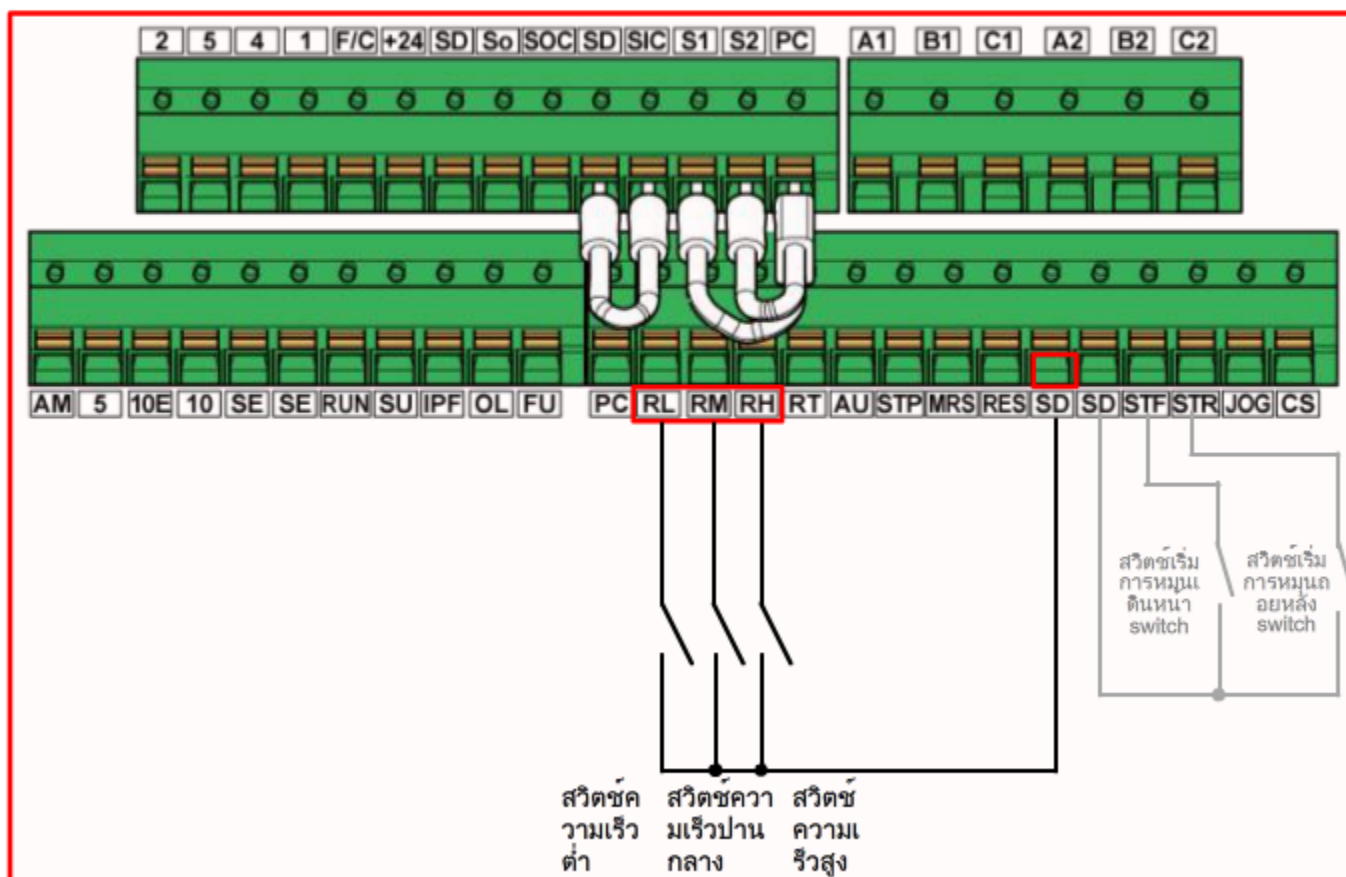 2 5 4 1 F/C +24 SD So SOC SD SIC S1 S2 PC A1 B1 C1 A2 B2 C2
AM 5 10E 10 SE SE RUN SU IPF OL FU PC RL RM RH RT AU STP MRS RES SD SD STF STR JOG CS
สวิตช์เริ่ม
การหมุนเ
ดินหน้า
switch
สวิตช์เริ่ม
การหมุนถ
อยหลัง
switch
สวิตช์ค
วามเร็ว
ต่ำ
สวิตช์ควา
มเร็วปาน
กลาง
สวิตช์
ความเ
ร็วสูง